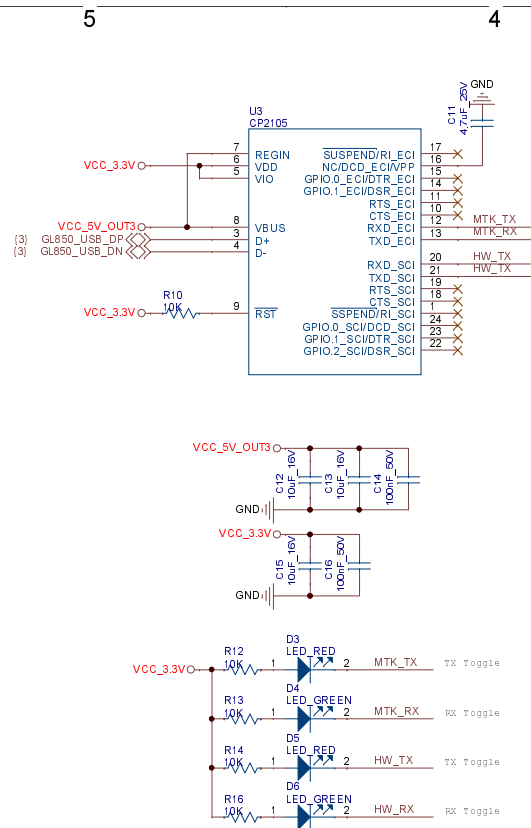 5
4
GND
C11
4.7uF_25V
U3
CP2105
7 REGIN SUSPEND/RI_ECI 17
VCC_3.3V 6 VDD NC/DCD_ECI/VPP 16
5 VIO GPIO.0_ECI/DTR_ECI 15
GPIO.1_ECI/DSR_ECI 14
RTS_ECI 11
CTS_ECI 10
VCC_5V_OUT3 8 VBUS RXD_ECI 12 MTK_TX
{3} GL850_USB_DP 3 D+ TXD_ECI 13 MTK_RX
{3} GL850_USB_DN 4 D-
RXD_SCI 20 HW_TX
TXD_SCI 21 HW_TX
RTS_SCI 19
R10
10K
CTS_SCI 18
VCC_3.3V 9 RST SSPEND/RI_SCI 1
GPIO.0_SCI/DCD_SCI 24
GPIO.1_SCI/DTR_SCI 23
GPIO.2_SCI/DSR_SCI 22
VCC_5V_OUT3
C12
10uF_16V
C13
10uF_16V
C14
100nF_50V
GND
VCC_3.3V
C15
10uF_16V
C16
100nF_50V
GND
D3
R12 LED_RED
VCC_3.3V 10K 1 2 MTK_TX TX Toggle
D4
R13 LED_GREEN
10K 1 2 MTK_RX RX Toggle
D5
R14 LED_RED
10K 1 2 HW_TX TX Toggle
D6
R16 LED_GREEN
10K 1 2 HW_RX RX Toggle